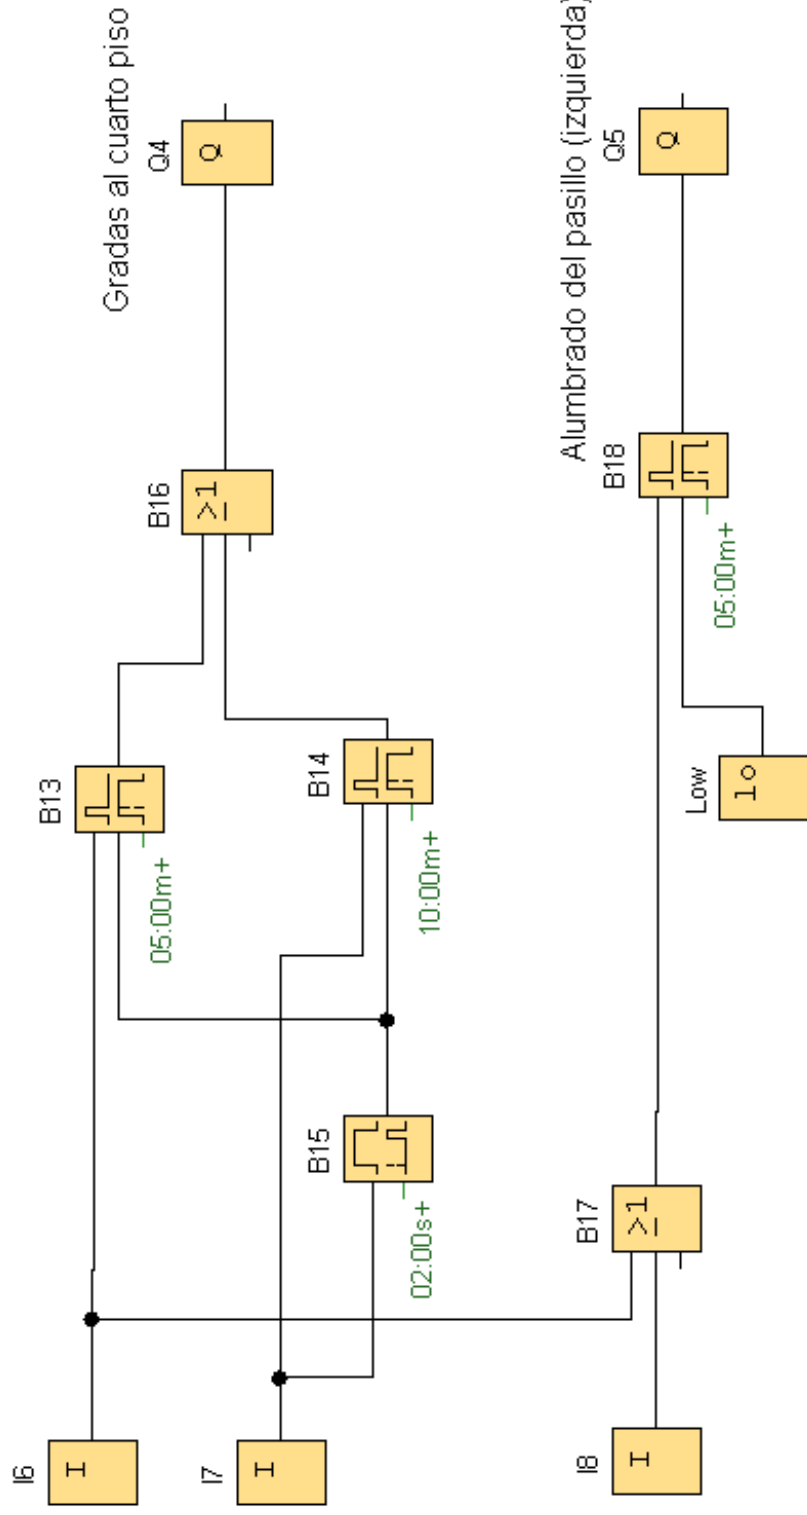 I6
I
I7
I
I8
I
B13
05:00m+
B15
02:00s+
B14
10:00m+
B16
≥1
Q4
Q
Gradas al cuarto piso
B17
≥1
Low
lo
B18
05:00m+
Q5
Q
Alumbrado del pasillo (izquierda)